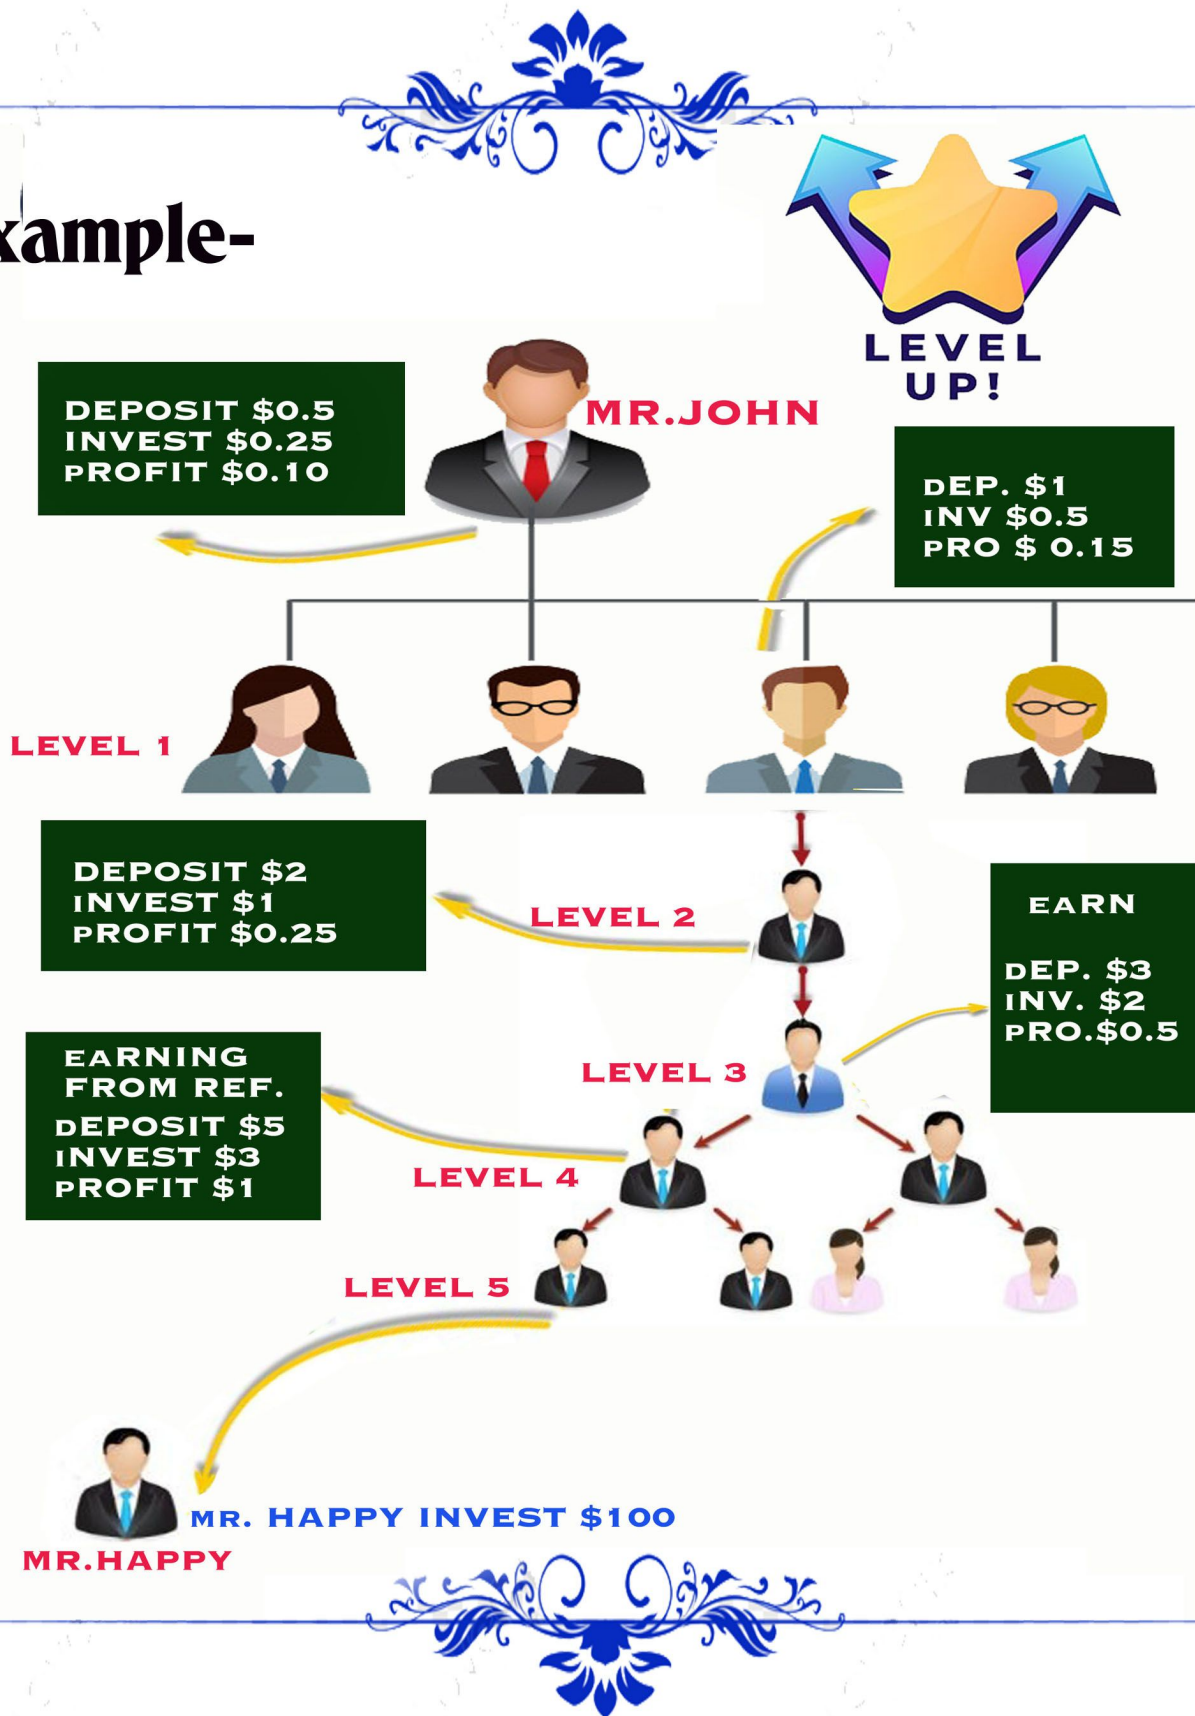 xample-
LEVEL
UP!
DEPOSIT $0.5
INVEST $0.25
PROFIT $0.10
MR.JOHN
DEP. $1
INV $0.5
PRO $ 0.15
LEVEL 1
DEPOSIT $2
INVEST $1
PROFIT $0.25
LEVEL 2
EARN
DEP. $3
INV. $2
PRO.$0.5
LEVEL 3
EARNING
FROM REF.
DEPOSIT $5
INVEST $3
PROFIT $1
LEVEL 4
LEVEL 5
MR. HAPPY INVEST $100
MR.HAPPY